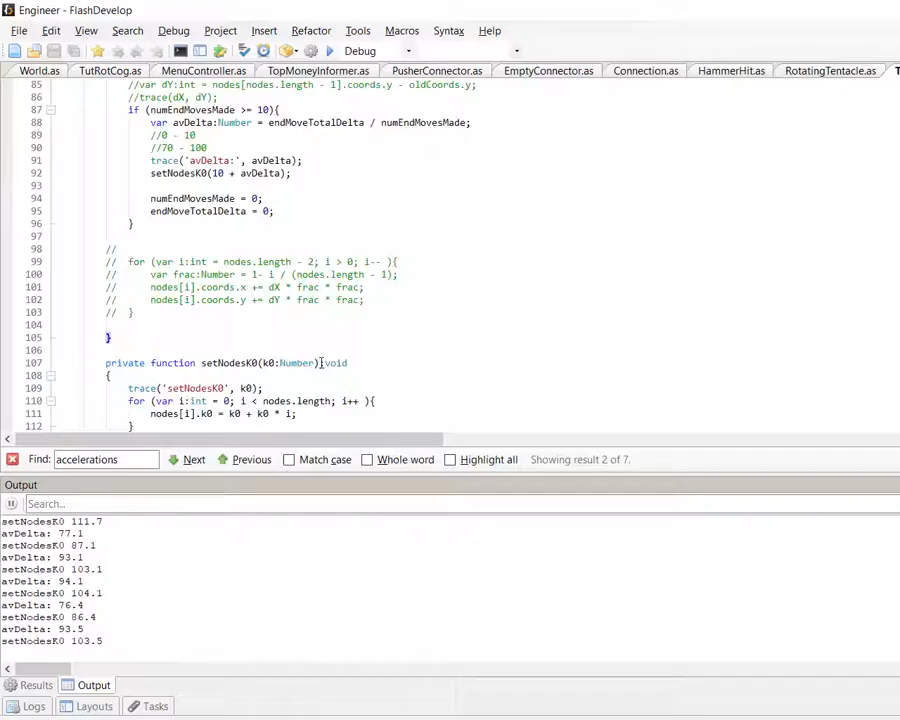 Engineer - FlashDevelop
File Edit View Search Debug Project Insert Refactor Tools Macros Syntax Help
Debug
World.as TutRotCog.as MenuController.as TopMoneyInformer.as PusherConnector.as EmptyConnector.as Connection.as HammerHit.as RotatingTentacle.as T
85 //var dY:int = nodes[nodes.length - 1].coords.y - oldCoords.y;
86 //trace(dX, dY);
87 if (numEndMovesMade >= 10){
88 var avDelta:Number = endMoveTotalDelta / numEndMovesMade;
89 //0 - 10
90 //70 - 100
91 trace('avDelta:', avDelta);
92 setNodesK0(10 + avDelta);
93
94 numEndMovesMade = 0;
95 endMoveTotalDelta = 0;
96 }
97
98 //
99 // for (var i:int = nodes.length - 2; i > 0; i-- ){
100 // var frac:Number = 1- i / (nodes.length - 1);
101 // nodes[i].coords.x += dX * frac * frac;
102 // nodes[i].coords.y += dY * frac * frac;
103 // }
104
105 }
106
107 private function setNodesK0(k0:Number):void
108 {
109 trace('setNodesK0', k0);
110 for (var i:int = 0; i < nodes.length; i++ ){
111 nodes[i].k0 = k0 + k0 * i;
112 }
Find: accelerations Next Previous Match case Whole word Highlight all Showing result 2 of 7.
Output
Search...
setNodesK0 111.7
avDelta: 77.1
setNodesK0 87.1
avDelta: 93.1
setNodesK0 103.1
avDelta: 94.1
setNodesK0 104.1
avDelta: 76.4
setNodesK0 86.4
avDelta: 93.5
setNodesK0 103.5
Results Output
Logs Layouts Tasks